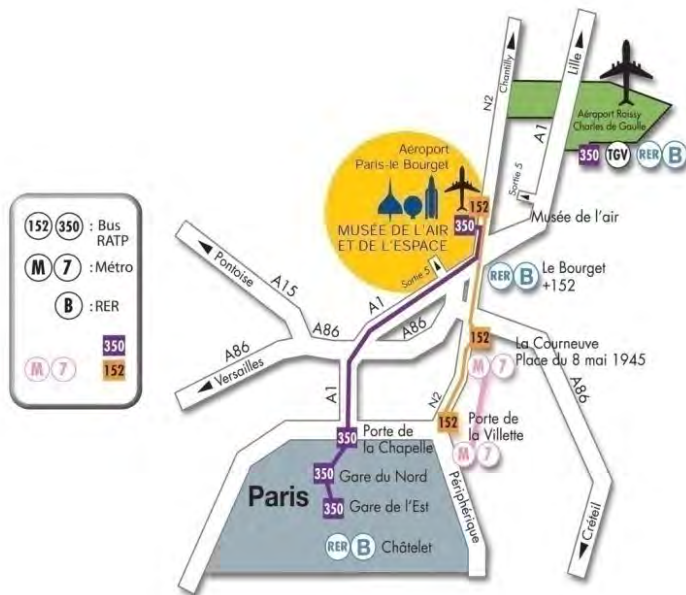 152 350 : Bus
RATP
M 7 : Métro
B : RER
350
M 7 152
Chantilly
N2
Lille
A1
Aéroport Roissy
Charles de Gaulle
350 TGV RER B
Sortie 5
Musée de l'air
Aéroport
Paris-le Bourget
152
350
MUSÉE DE L'AIR
ET DE L'ESPACE
Sortie 5
RER B Le Bourget
+152
Pontoise
A15
A1
A86
A86
A86
Versailles
152
La Courneuve
Place du 8 mai 1945
M 7
A86
A1
N2
152
Porte de
la Villette
M 7
350
Porte de
la Chapelle
350
Gare du Nord
Paris
350
Gare de l'Est
Périphérique
Créteil
RER B Châtelet